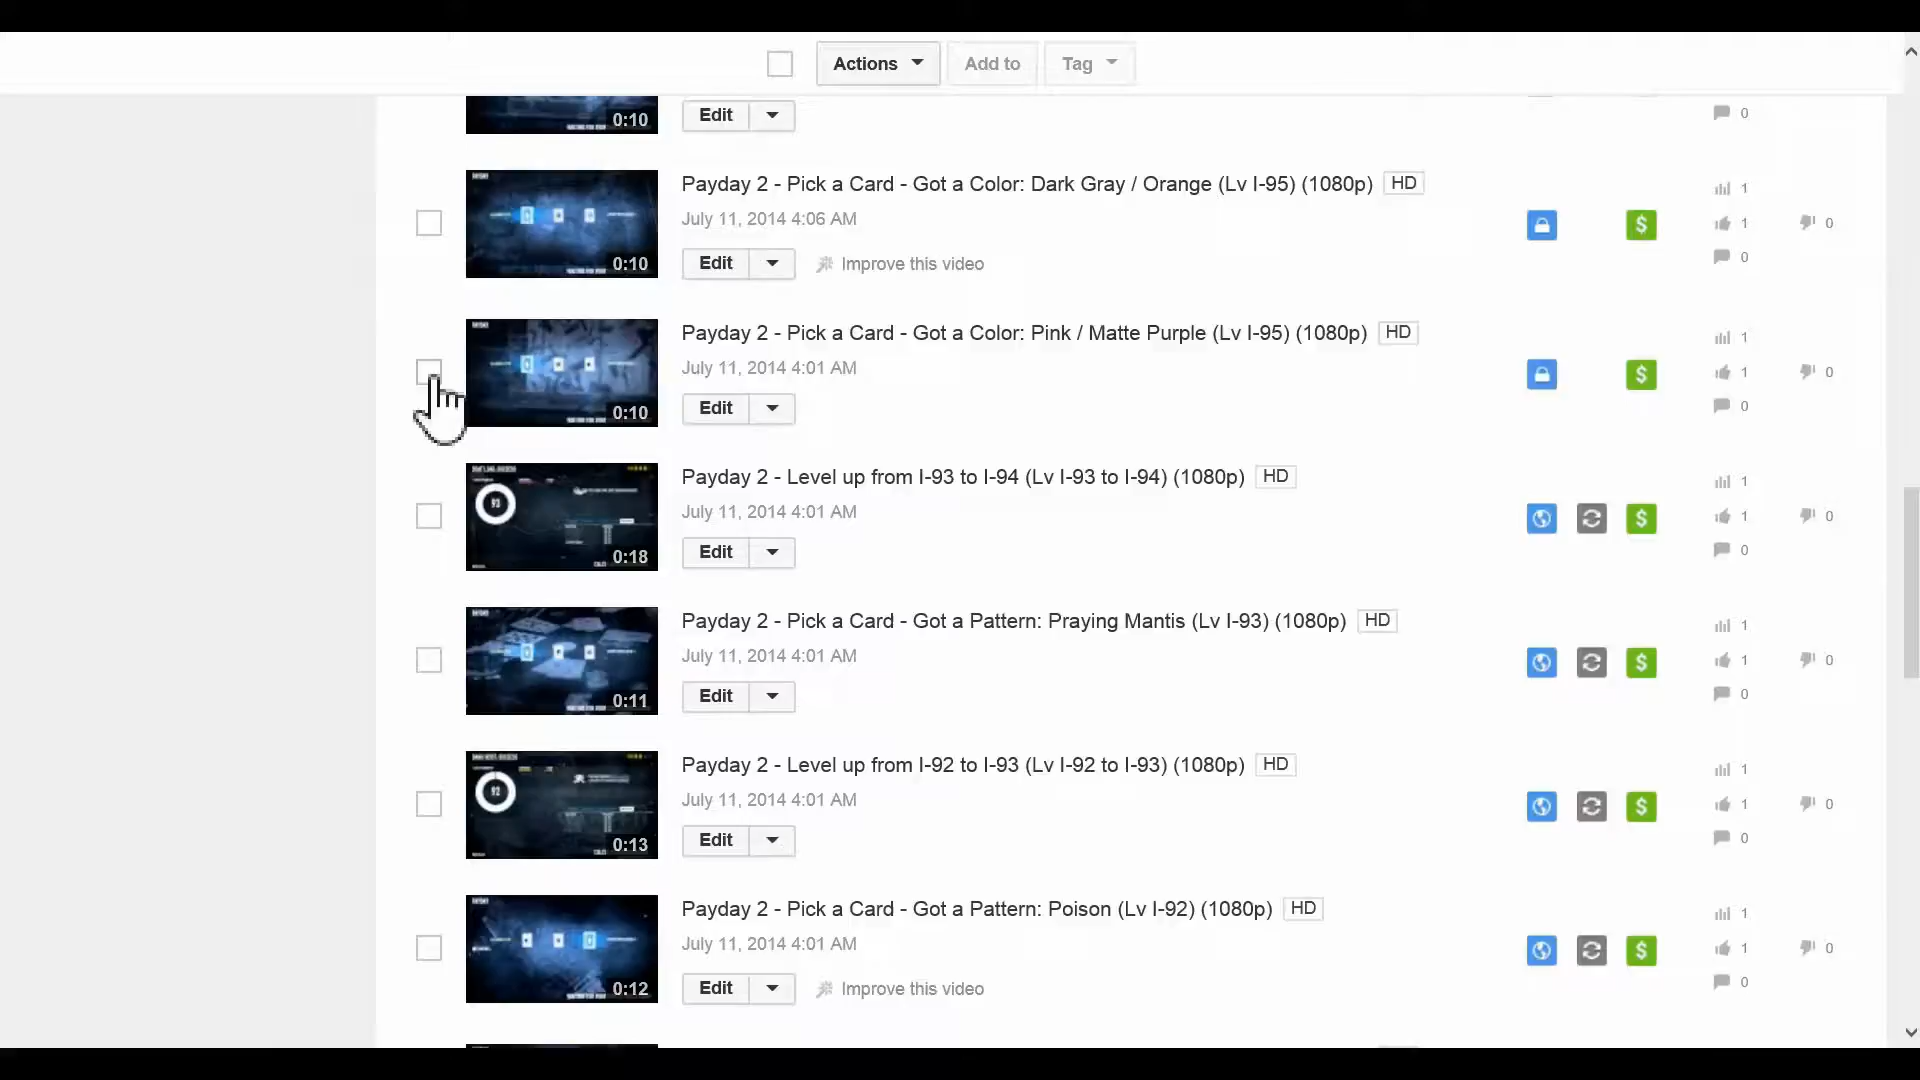 Actions Add to Tag
0:10 Edit 0
Payday 2 - Pick a Card - Got a Color: Dark Gray / Orange (Lv I-95) (1080p) HD
1
July 11, 2014 4:06 AM
1 0
0:10 Edit Improve this video 0
Payday 2 - Pick a Card - Got a Color: Pink / Matte Purple (Lv I-95) (1080p) HD
1
July 11, 2014 4:01 AM
1 0
0:10 Edit 0
Payday 2 - Level up from I-93 to I-94 (Lv I-93 to I-94) (1080p) HD
1
93
July 11, 2014 4:01 AM
1 0
0:18 Edit 0
Payday 2 - Pick a Card - Got a Pattern: Praying Mantis (Lv I-93) (1080p) HD
1
July 11, 2014 4:01 AM
1 0
0:11 Edit 0
Payday 2 - Level up from I-92 to I-93 (Lv I-92 to I-93) (1080p) HD
1
92
July 11, 2014 4:01 AM
1 0
0:13 Edit 0
Payday 2 - Pick a Card - Got a Pattern: Poison (Lv I-92) (1080p) HD
1
July 11, 2014 4:01 AM
1 0
0:12 Edit Improve this video 0